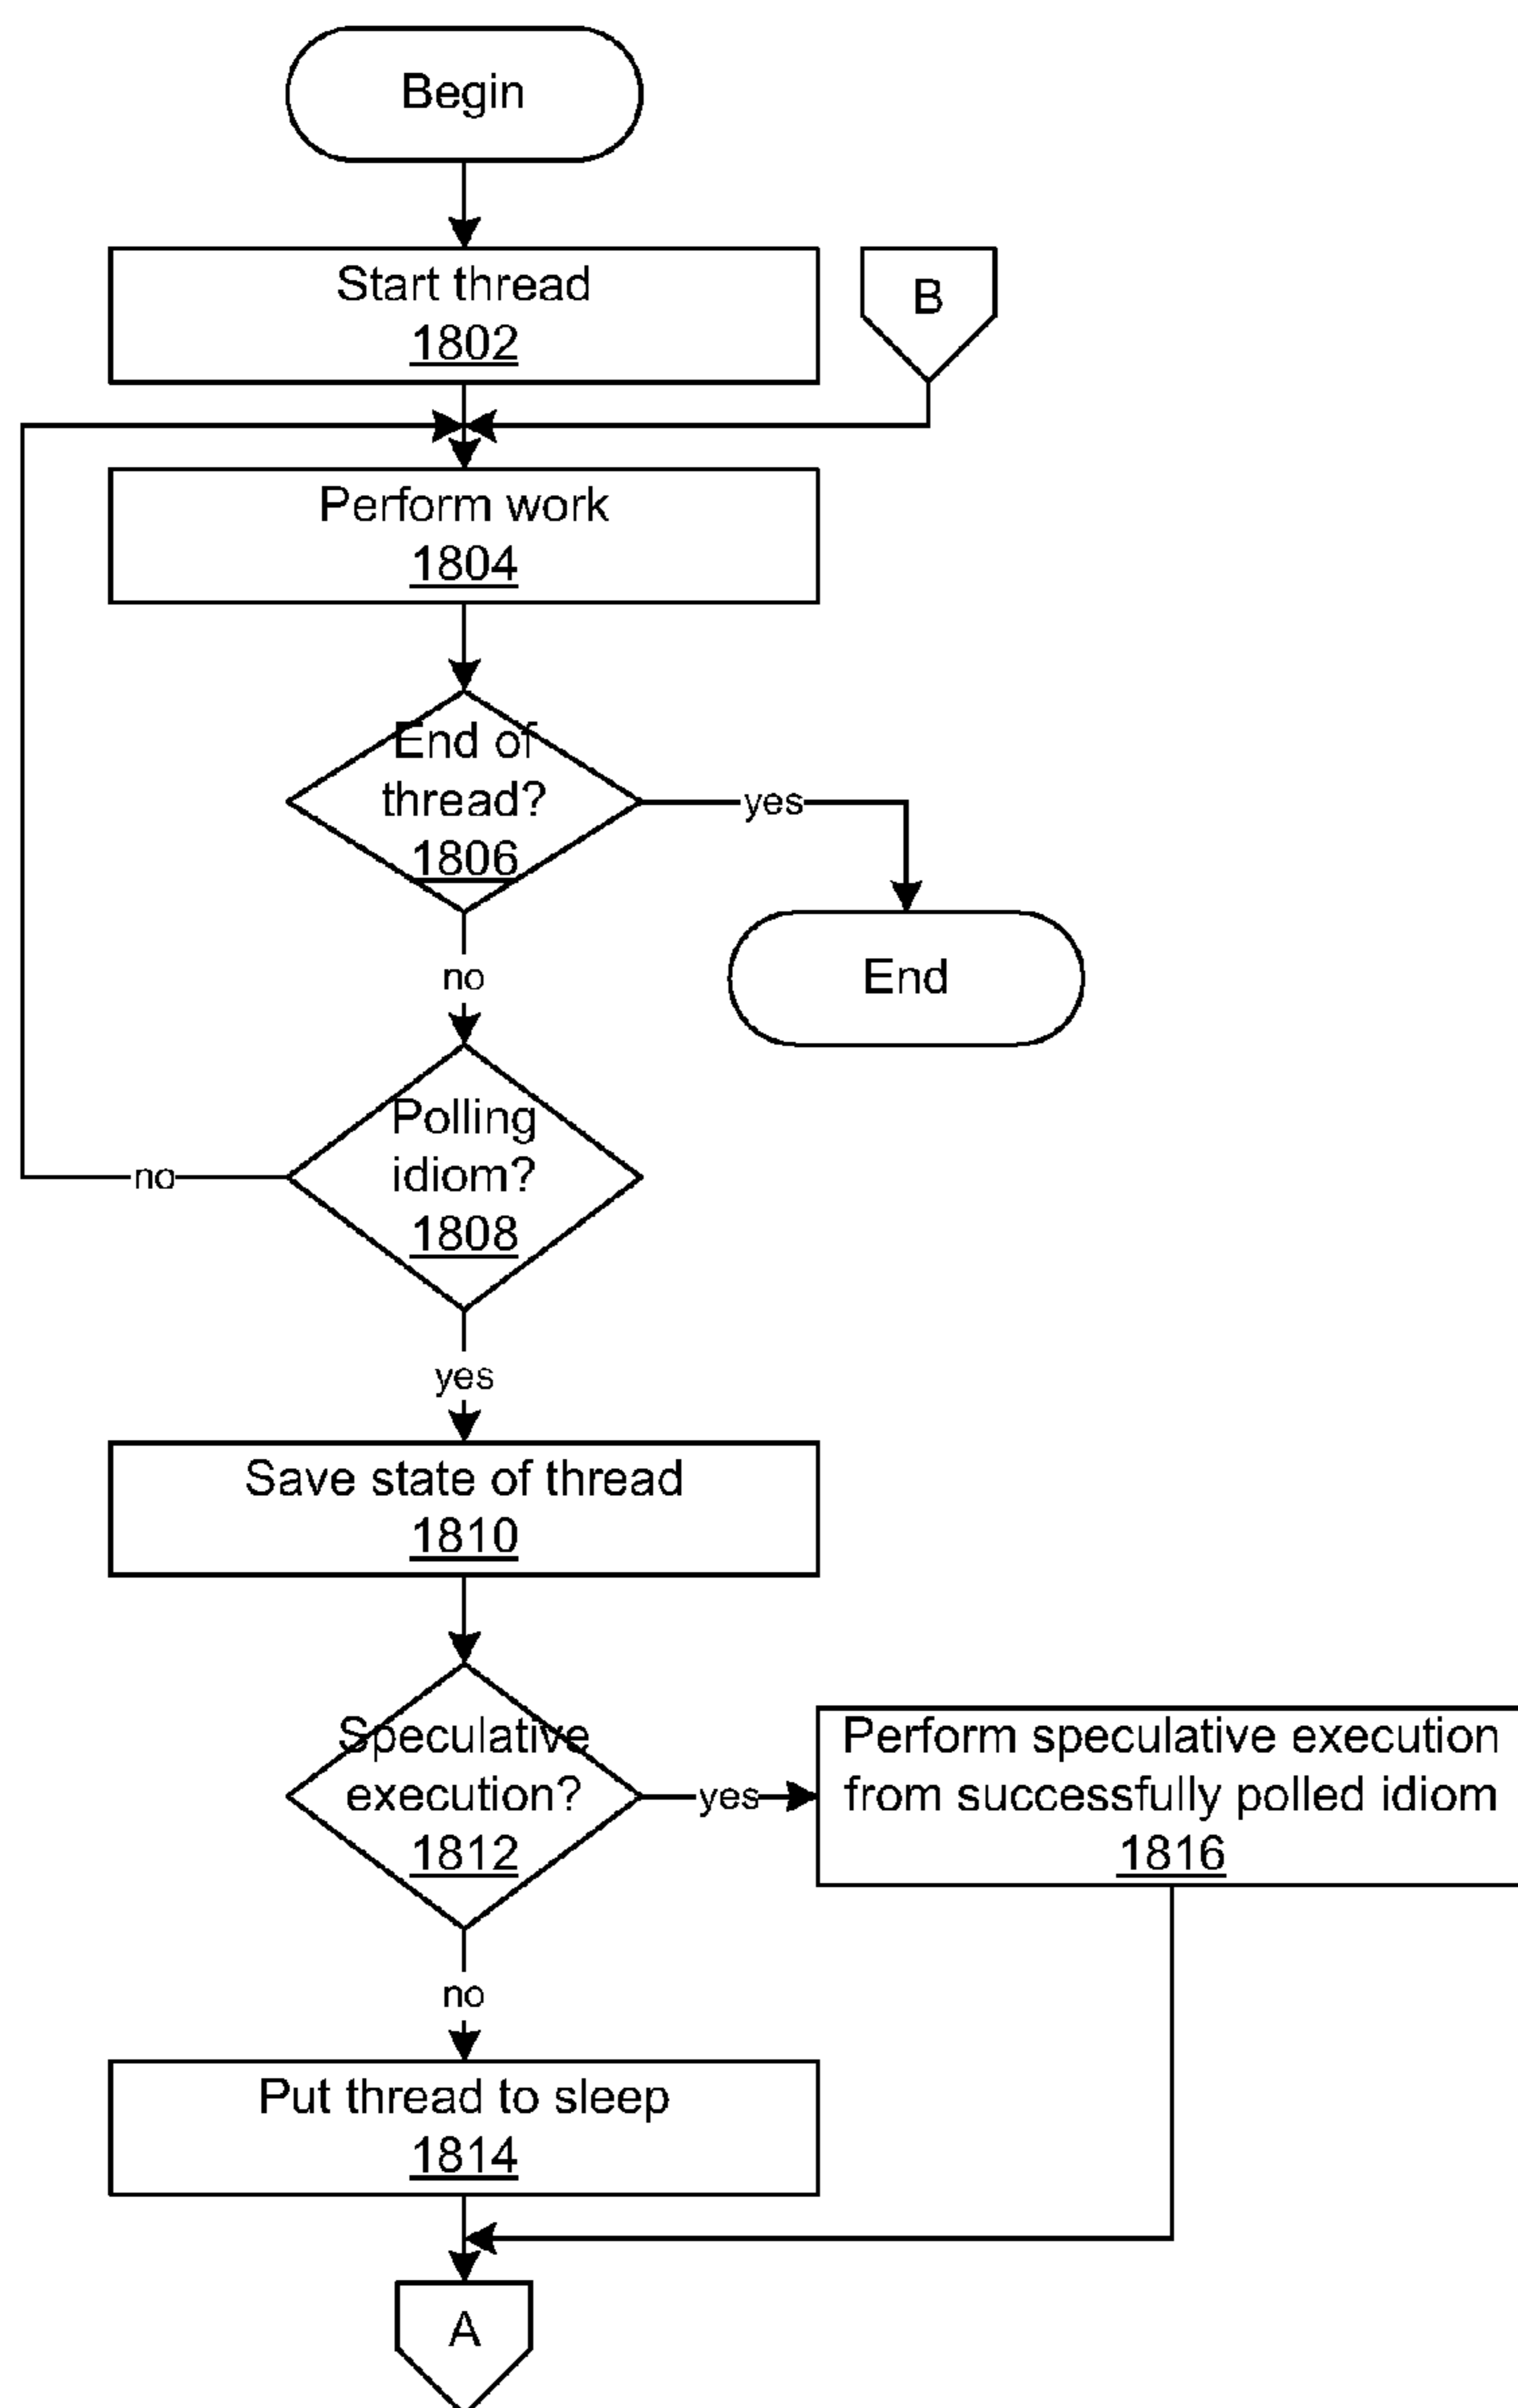 Begin
Start thread
1802
B
Perform work
1804
End of
thread?
1806
yes
End
no
Polling
idiom?
1808
no
yes
Save state of thread
1810
Speculative
execution?
1812
yes
Perform speculative execution
from successfully polled idiom
1816
no
Put thread to sleep
1814
A